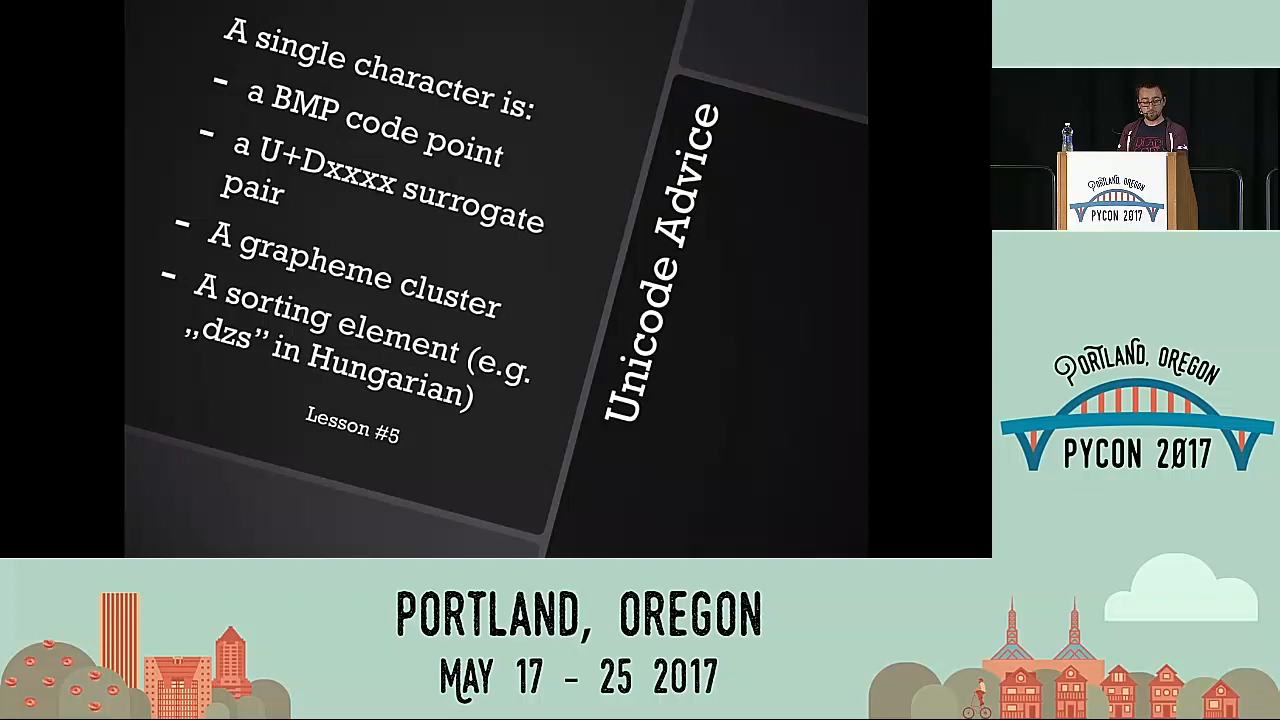 A single character is:
- a BMP code point
- a U+Dxxxx surrogate
pair
- A grapheme cluster
- A sorting element (e.g.
„dzs” in Hungarian)
Lesson #5
Unicode Advice
PORTLAND, OREGON
PYCON 2017
PORTLAND, OREGON
PYCON 2017
PORTLAND, OREGON
MAY 17 - 25 2017